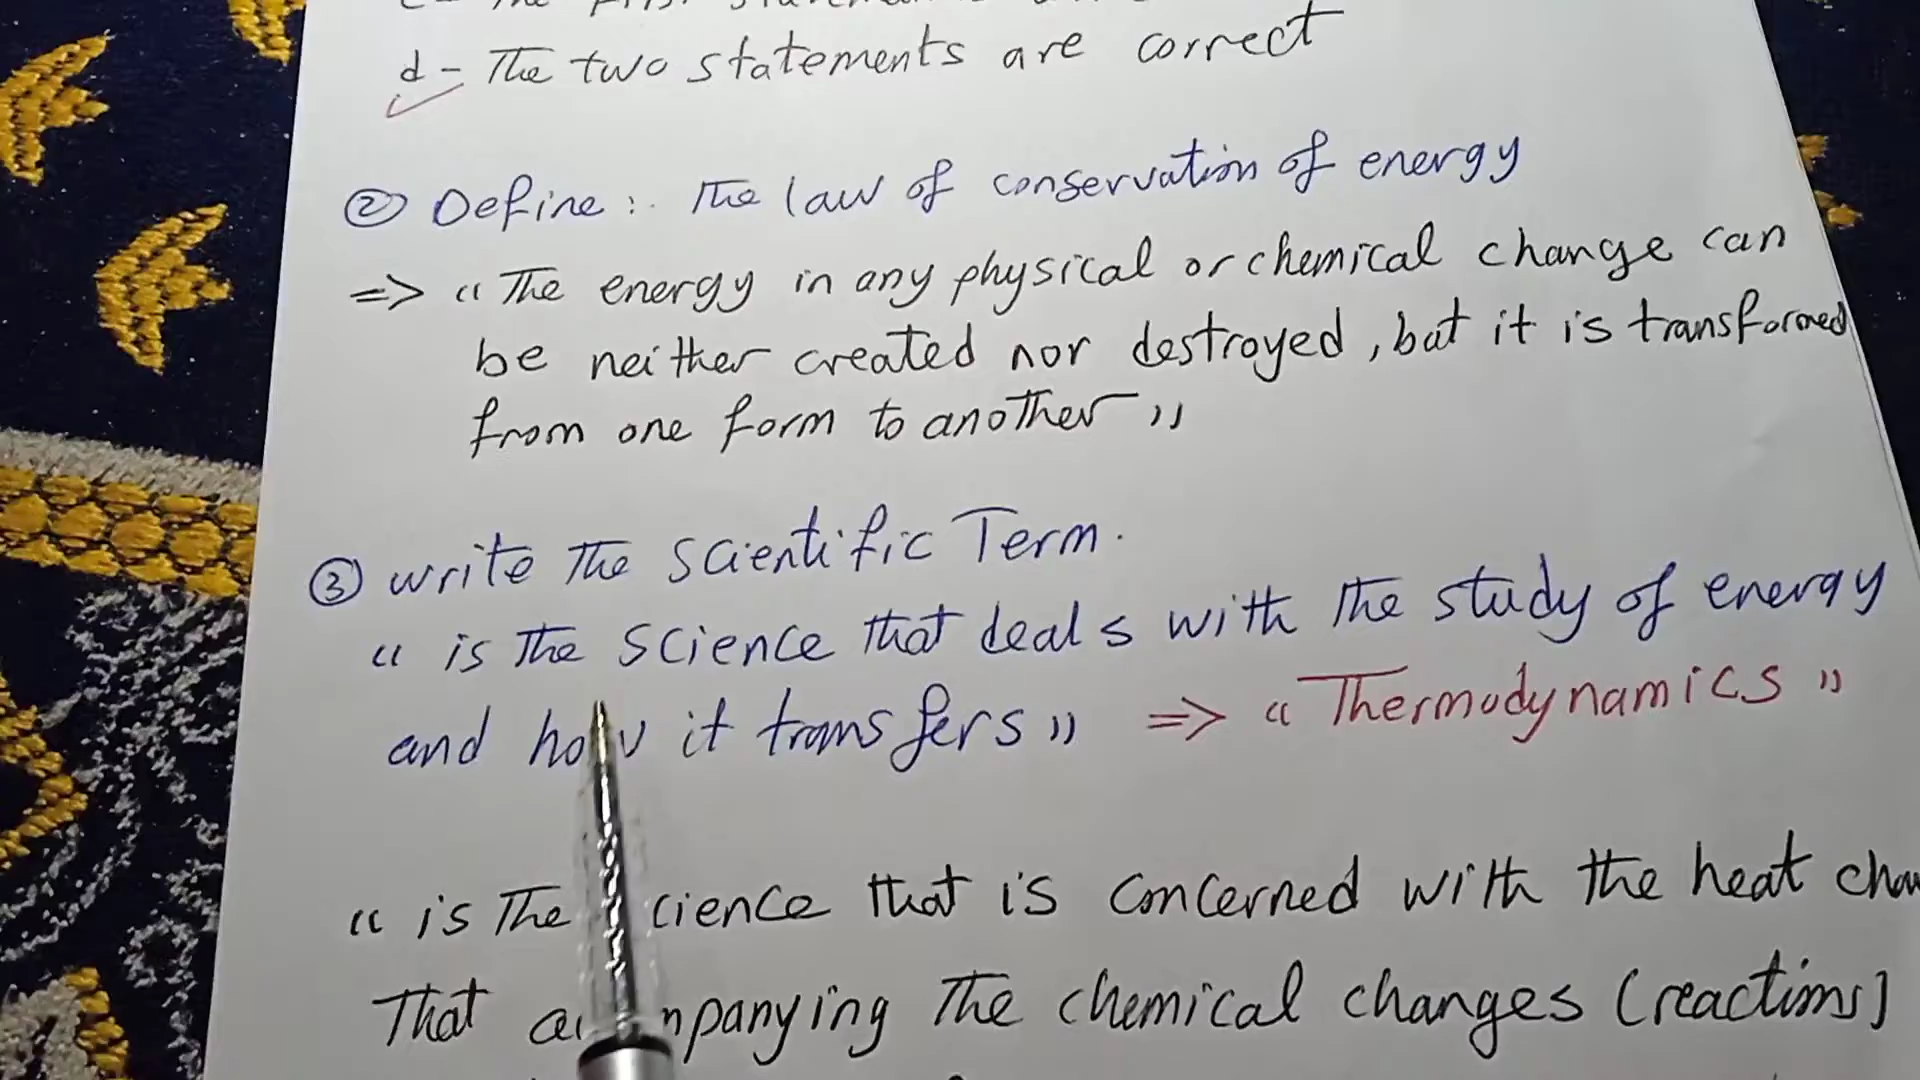 d - The two statements are correct
② Define: The law of conservation of energy
=> " The energy in any physical or chemical change can
be neither created nor destroyed, but it is transformed
from one form to another "
③ write The Scientific Term.
" is The Science that deals with the study of energy
and how it transfers " => " Thermodynamics "
" is The that is concerned with the heat
That The chemical changes (reactions)